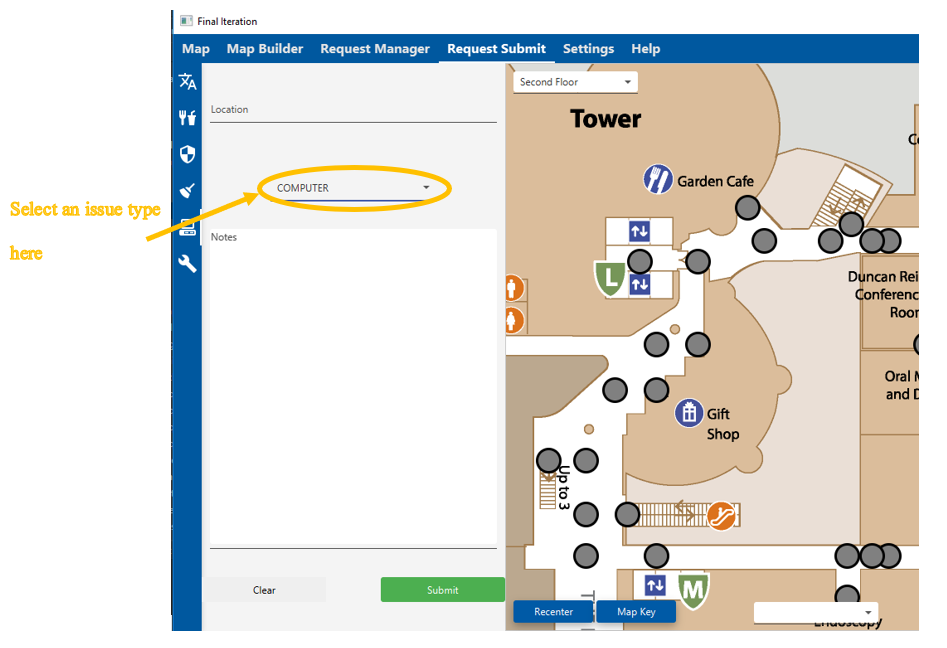 Final Iteration
Map Map Builder Request Manager Request Submit Settings Help
Second Floor
Location
Tower
Garden Cafe
COMPUTER
Select an issue type
here
Notes
L
Duncan Rei
Conferenc
Roor
Oral
and D
Gift
Shop
Up to 3
M
Clear
Submit
Recenter
Map Key
Endoscopy